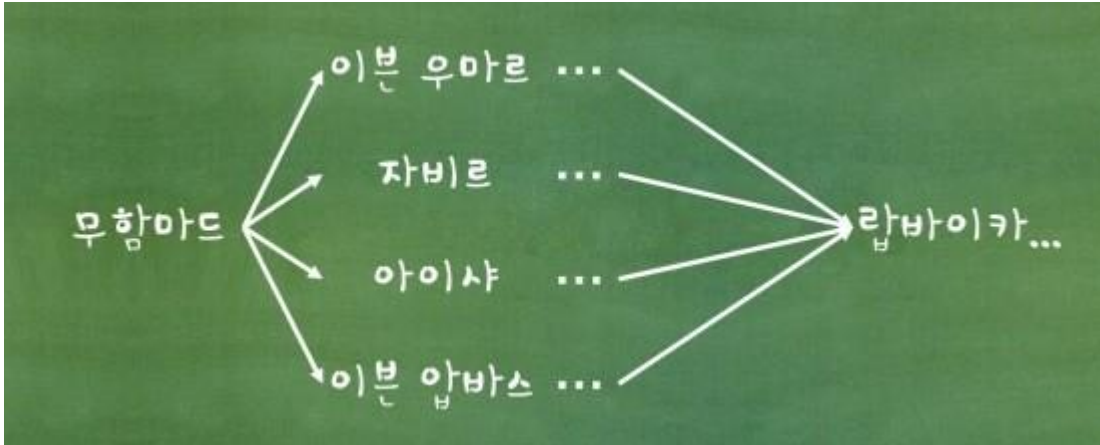 이븐 우마르 ...
자비르 ...
무함마드
랍바이카...
아이샤 ...
이븐 압바스 ...